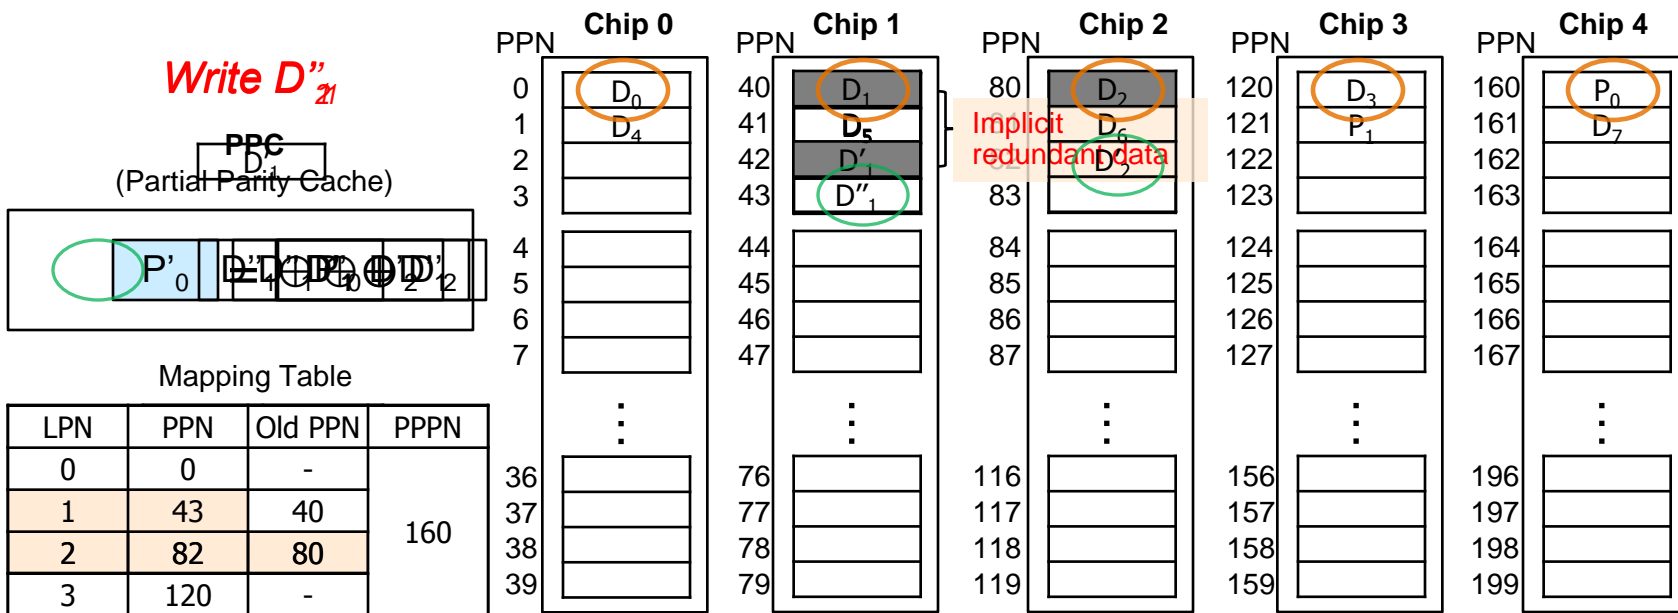 Chip 0
Chip 1
Chip 2
Chip 3
Chip 4
PPN
PPN
PPN
PPN
PPN
Write D"
PPC
D'1
(Partial Parity Cache)
P'0
Implicit
redundant data
0 D0
1 D4
2
3
4
5
6
7
⋮
36
37
38
39
40 D1
41 D5
42 D'1
43 D"1
44
45
46
47
⋮
76
77
78
79
80 D2
D6
D'2
83
84
85
86
87
⋮
116
117
118
119
120 D3
121 P1
122
123
124
125
126
127
⋮
156
157
158
159
160 P0
161 D7
162
163
164
165
166
167
⋮
196
197
198
199
Mapping Table
LPN PPN Old PPN PPPN
0 0 -
1 43 40
160
2 82 80
3 120 -